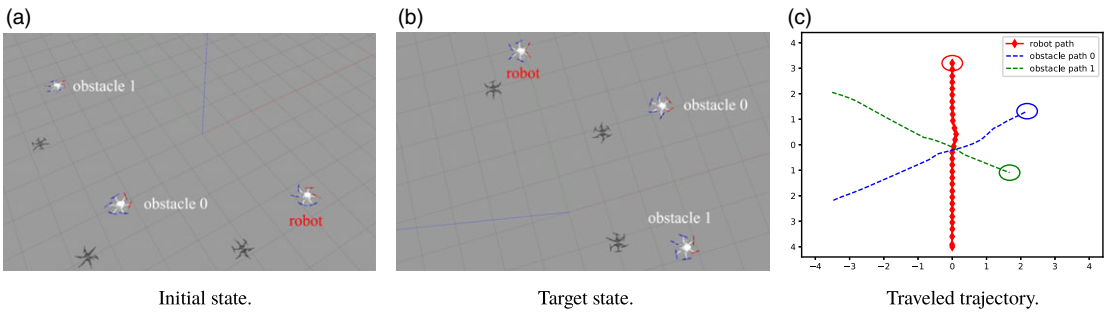 (a)
obstacle 1
obstacle 0
robot
Initial state.
(b)
robot
obstacle 0
obstacle 1
Target state.
(c)
robot path
obstacle path 0
obstacle path 1
4
3
2
1
0
1
2
3
4
−4 −3 −2 −1 0 1 2 3 4
Traveled trajectory.